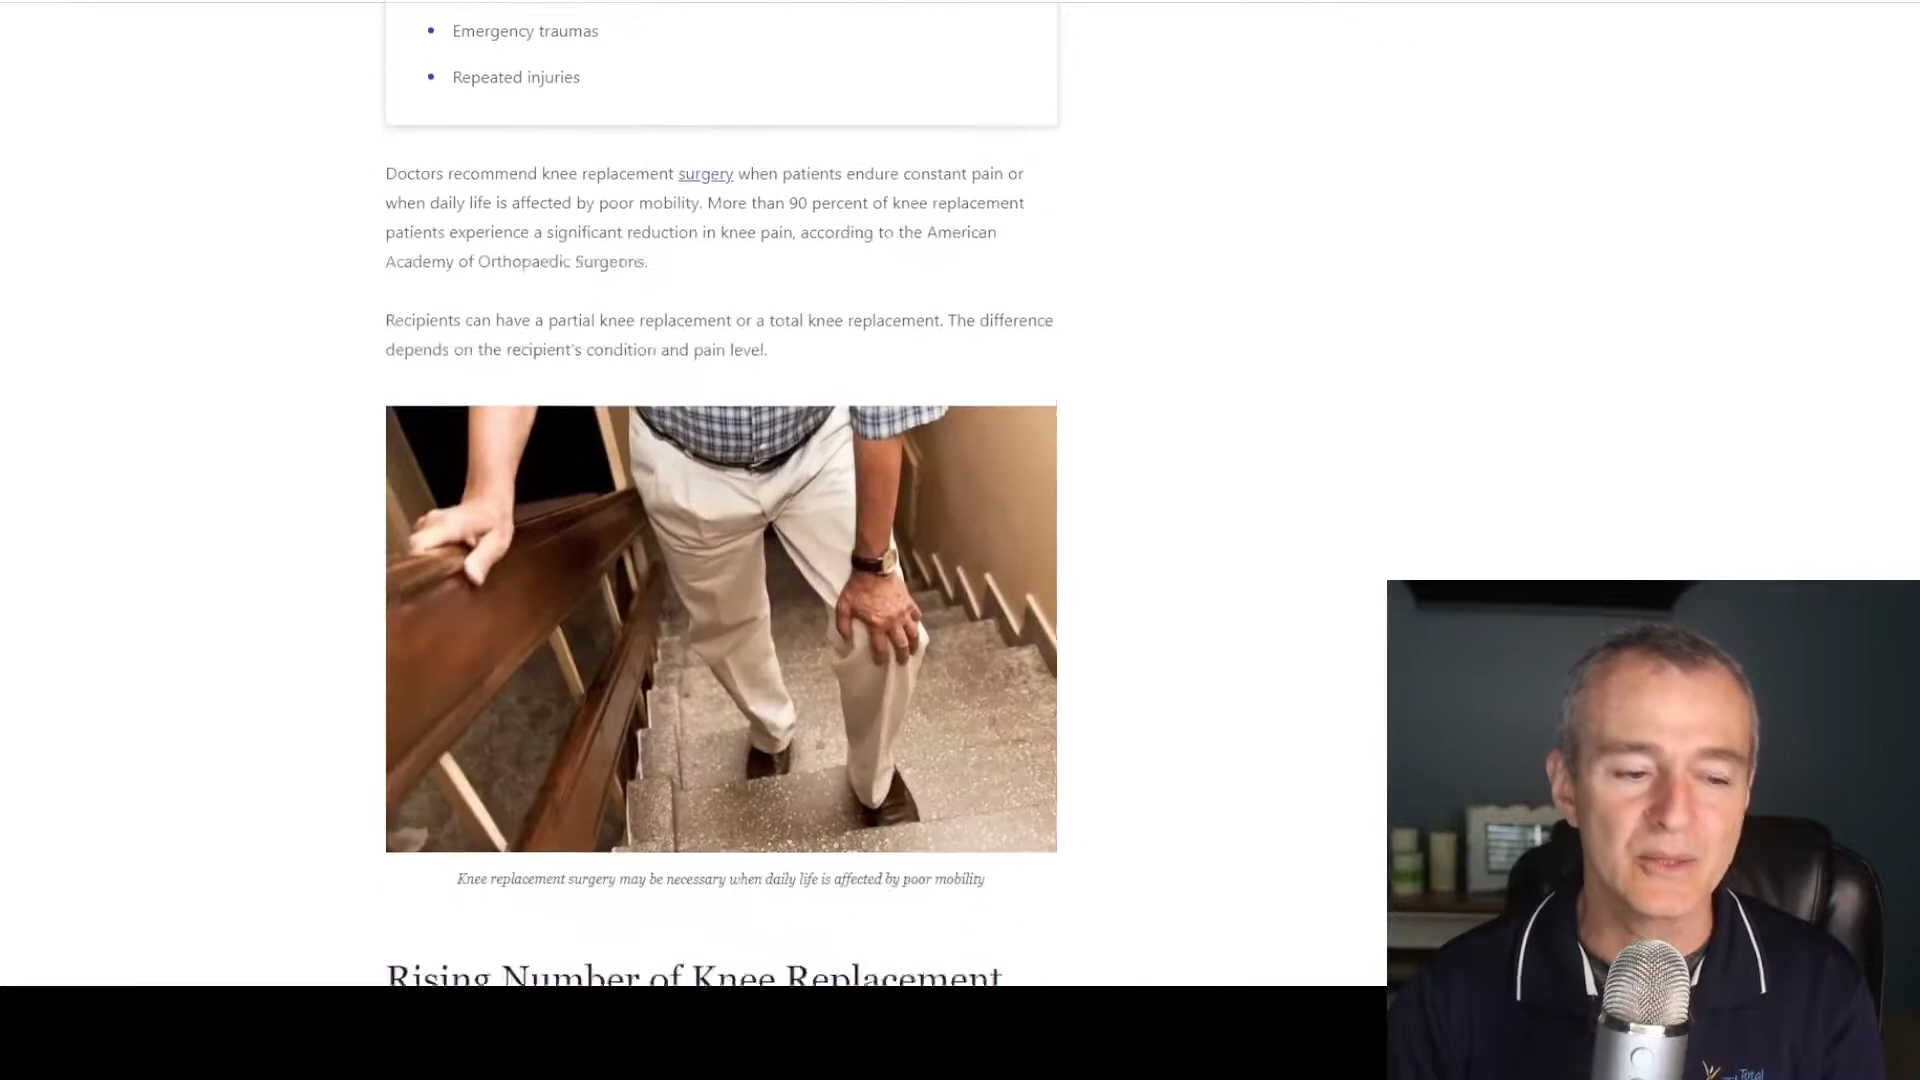 Emergency traumas
Repeated injuries
Doctors recommend knee replacement surgery when patients endure constant pain or
when daily life is affected by poor mobility. More than 90 percent of knee replacement
patients experience a significant reduction in knee pain, according to the American
Academy of Orthopaedic Surgeons.
Recipients can have a partial knee replacement or a total knee replacement. The difference
depends on the recipient's condition and pain level.
Knee replacement surgery may be necessary when daily life is affected by poor mobility
Rising Number of Knee Replacement
Total